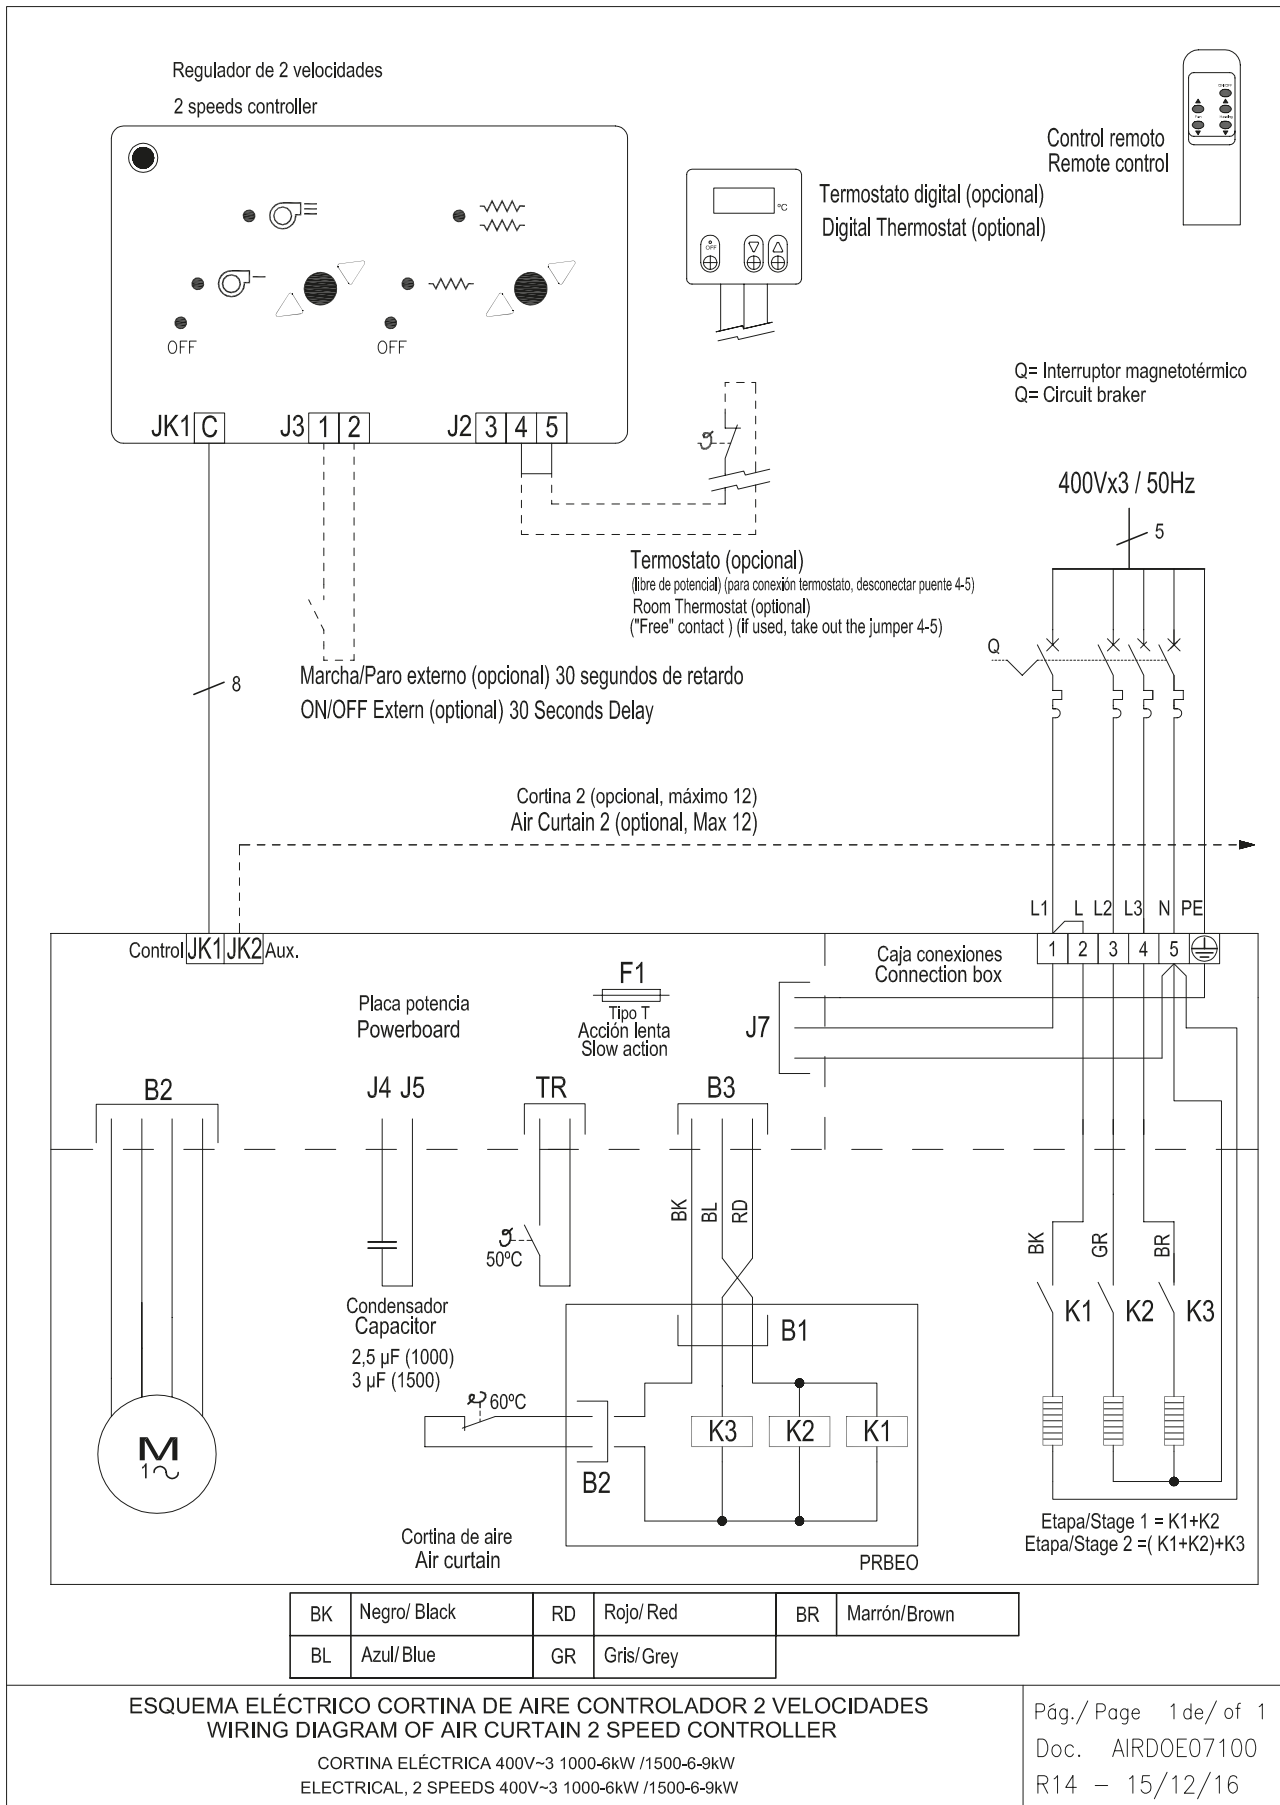 Regulador de 2 velocidades
2 speeds controller
OFF
OFF
JK1 C
J3 1 2
J2 3 4 5
°C
OFF
Termostato digital (opcional)
Digital Thermostat (optional)
Control remoto
Remote control
ON/OFF
Fan
Heating
Q= Interruptor magnetotérmico
Q= Circuit braker
400Vx3 / 50Hz
5
Termostato (opcional)
(libre de potencial) (para conexión termostato, desconectar puente 4-5)
Room Thermostat (optional)
("Free" contact ) (if used, take out the jumper 4-5)
Q
8
Marcha/Paro externo (opcional) 30 segundos de retardo
ON/OFF Extern (optional) 30 Seconds Delay
Cortina 2 (opcional, máximo 12)
Air Curtain 2 (optional, Max 12)
L1 L L2 L3 N PE
Control JK1 JK2 Aux.
Caja conexiones
Connection box
1 2 3 4 5
F1
Tipo T
Acción lenta
Slow action
Placa potencia
Powerboard
J7
B2
J4 J5
TR
B3
BK BL RD
BK GR BR
50ºC
Condensador
Capacitor
2,5 µF (1000)
3 µF (1500)
B1
K1 K2 K3
60ºC
M
1
K3 K2 K1
B2
Cortina de aire
Air curtain
PRBEO
Etapa/Stage 1 = K1+K2
Etapa/Stage 2 =( K1+K2)+K3
BK Negro/ Black RD Rojo/ Red BR Marrón/Brown
BL Azul/ Blue GR Gris/ Grey
ESQUEMA ELÉCTRICO CORTINA DE AIRE CONTROLADOR 2 VELOCIDADES
WIRING DIAGRAM OF AIR CURTAIN 2 SPEED CONTROLLER
CORTINA ELÉCTRICA 400V~3 1000-6kW /1500-6-9kW
ELECTRICAL, 2 SPEEDS 400V~3 1000-6kW /1500-6-9kW
Pág./ Page 1 de/ of 1
Doc. AIRDOE07100
R14 - 15/12/16